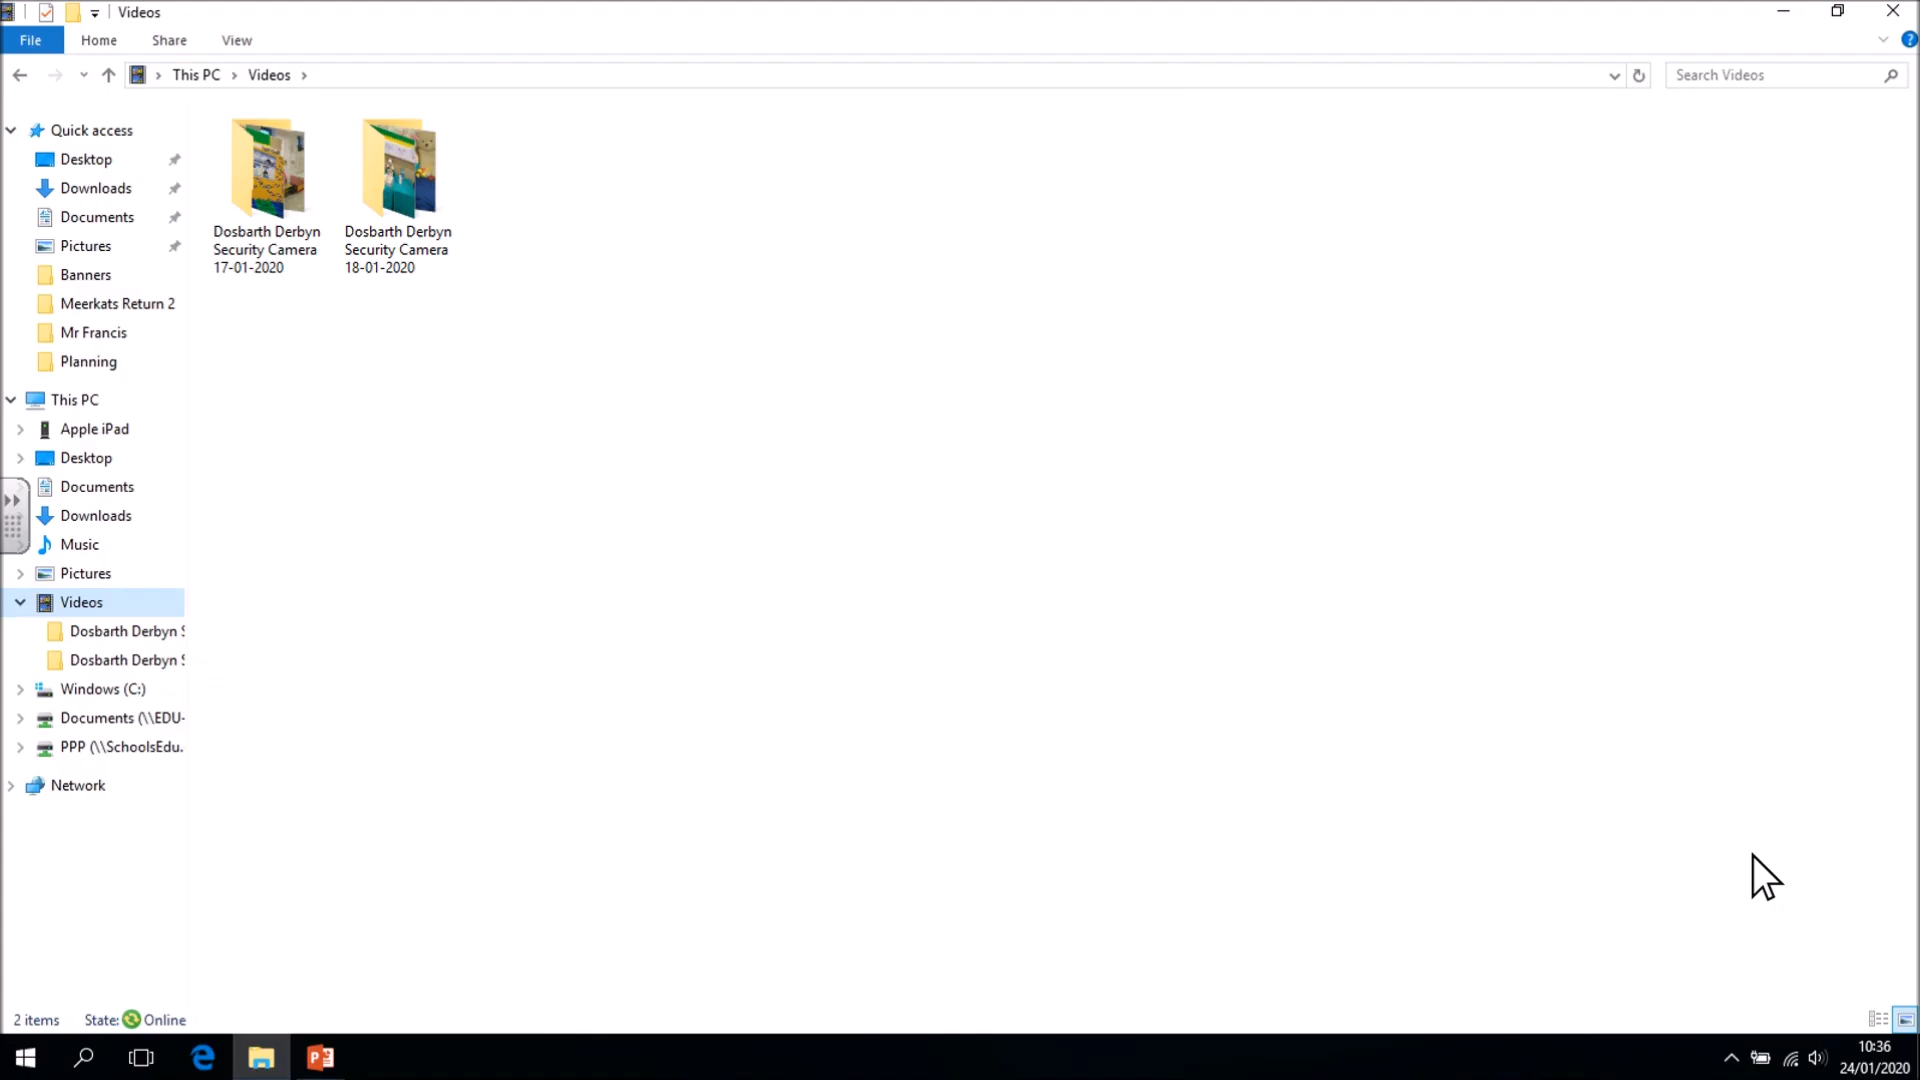 Videos
File Home Share View
This PC Videos
Search Videos
Quick access
Desktop
Downloads
Documents
Pictures
Banners
Meerkats Return 2
Mr Francis
Planning
This PC
Apple iPad
Desktop
Documents
Downloads
Music
Pictures
Videos
Dosbarth Derbyn S
Dosbarth Derbyn S
Windows (C:)
Documents (\\EDU-
PPP (\\SchoolsEdu.
Network
Dosbarth Derbyn
Security Camera
17-01-2020
Dosbarth Derbyn
Security Camera
18-01-2020
2 items State: Online
10:36
24/01/2020